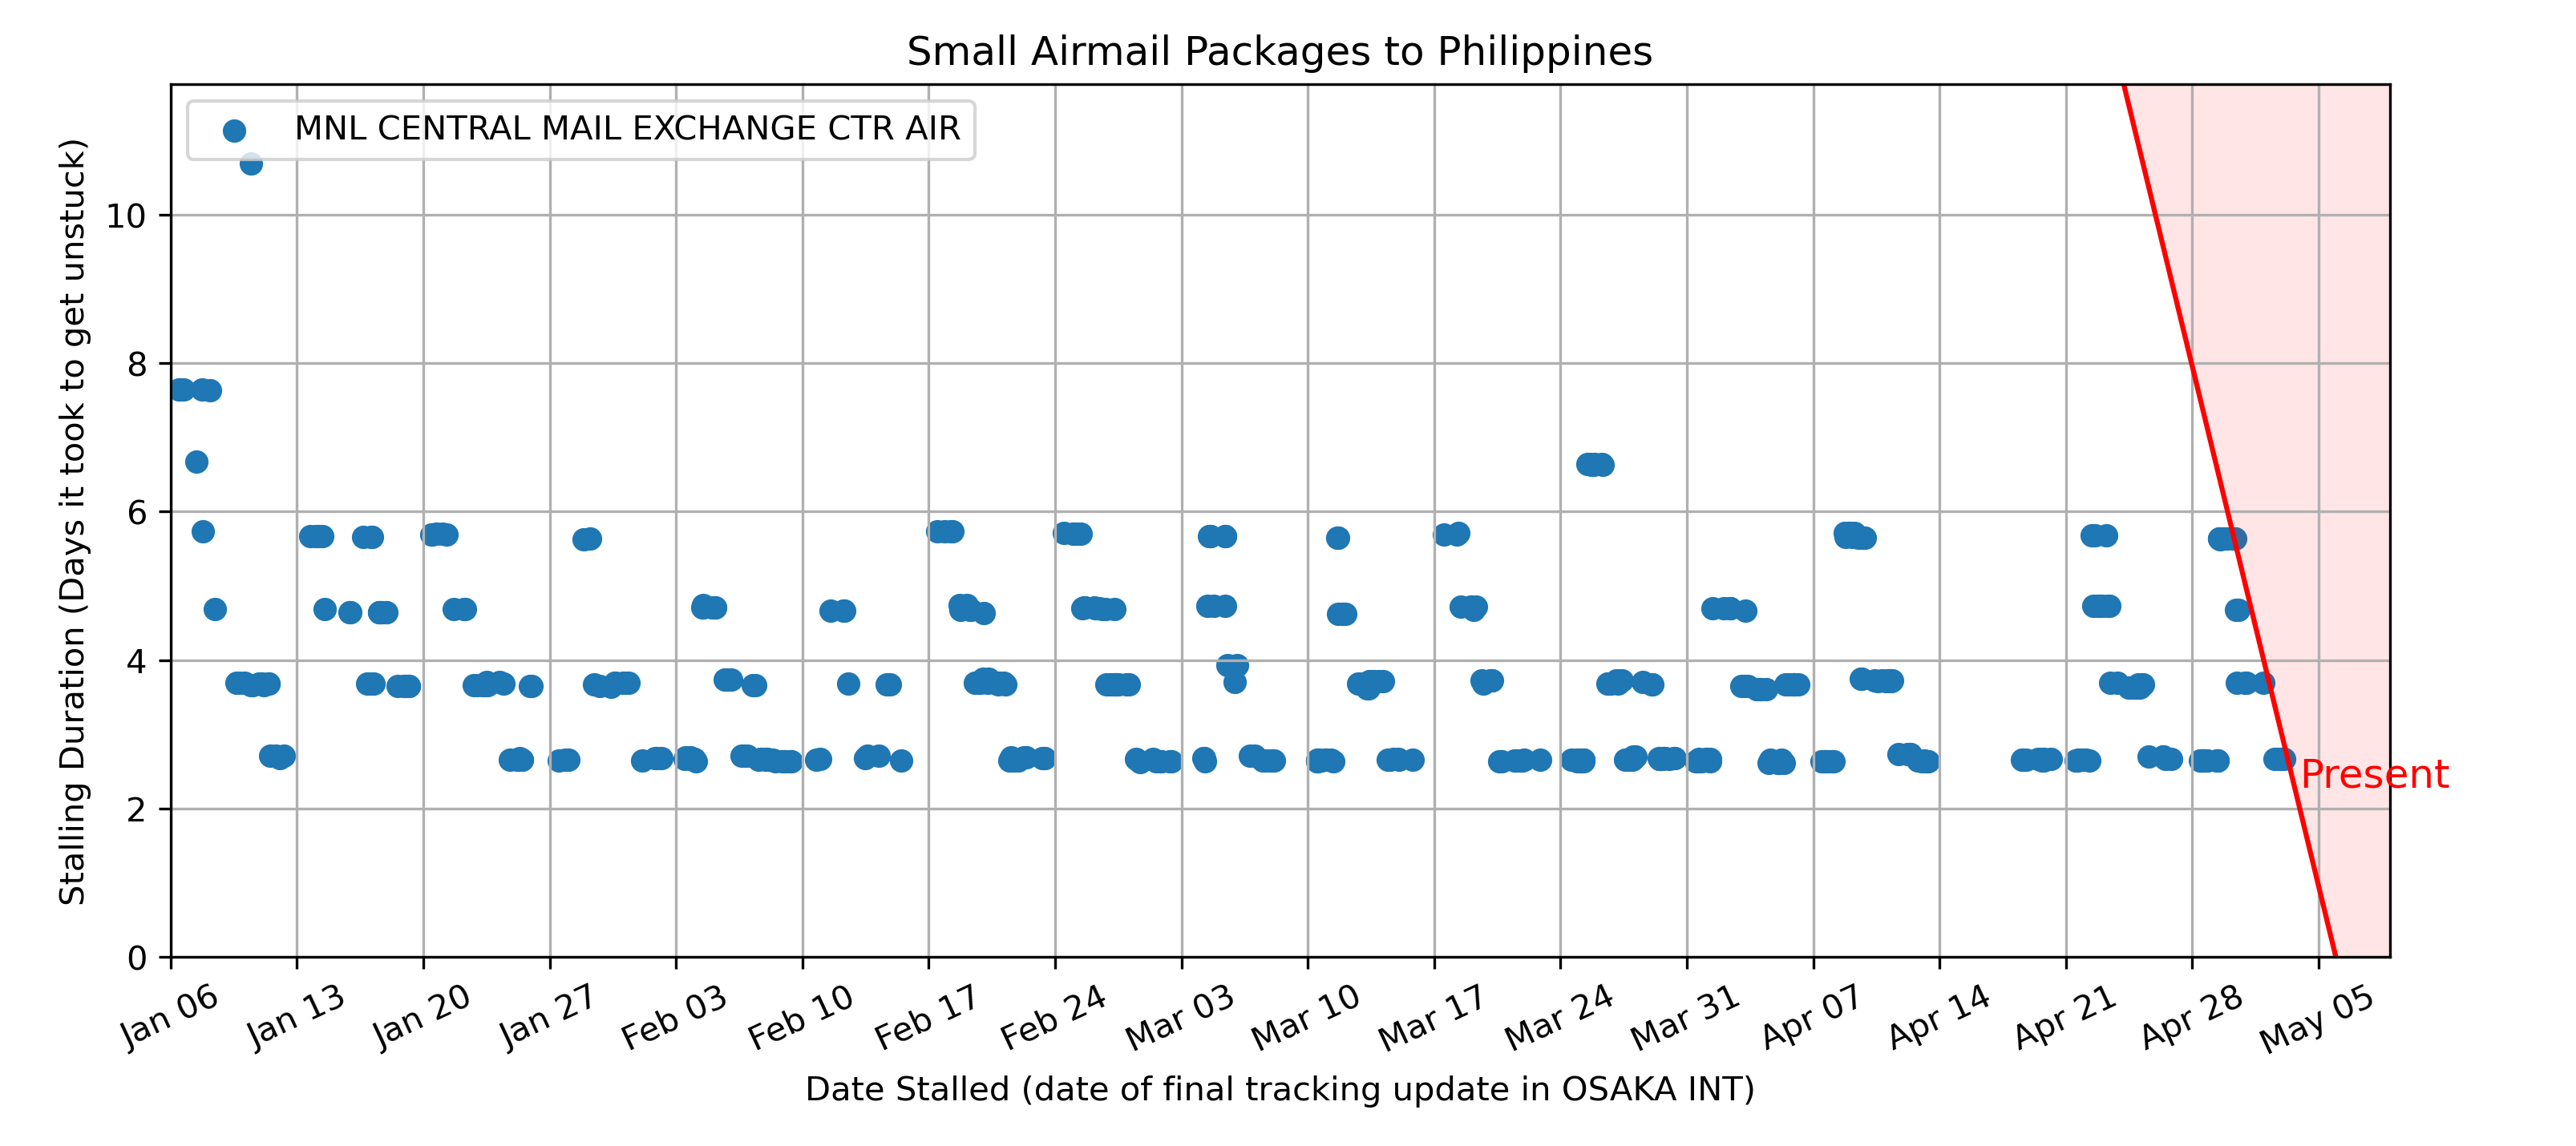 Small Airmail Packages to Philippines
MNL CENTRAL MAIL EXCHANGE CTR AIR
Stalling Duration (Days it took to get unstuck)
10
8
6
4
2
0
Present
Jan 06
Jan 13
Jan 20
Jan 27
Feb 03
Feb 10
Feb 17
Feb 24
Mar 03
Mar 10
Mar 17
Mar 24
Mar 31
Apr 07
Apr 14
Apr 21
Apr 28
May 05
Date Stalled (date of final tracking update in OSAKA INT)